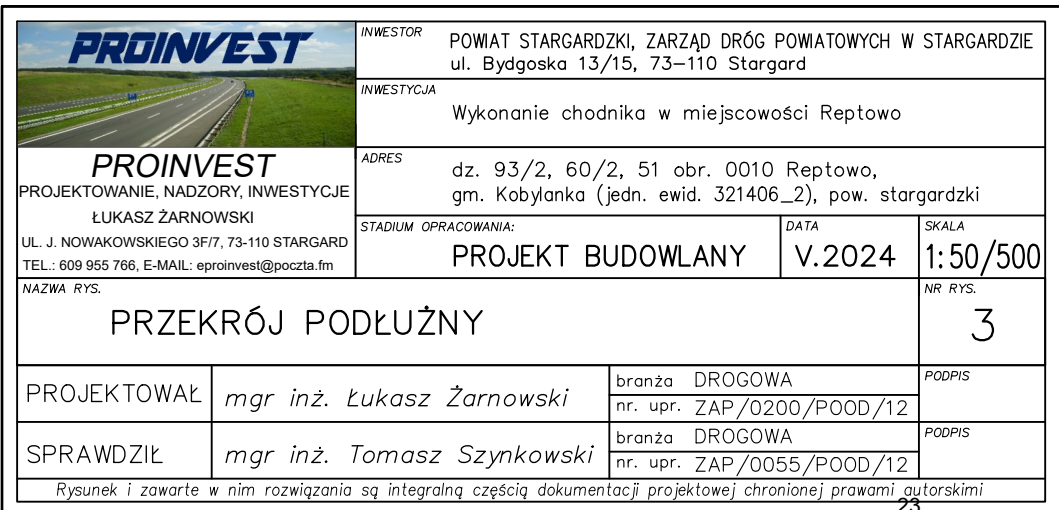 PROINVEST
PROINVEST
PROJEKTOWANIE, NADZORY, INWESTYCJE
ŁUKASZ ŻARNOWSKI
UL. J. NOWAKOWSKIEGO 3F/7, 73-110 STARGARD
TEL.: 609 955 766, E-MAIL: eproinvest@poczta.fm
INWESTOR
POWIAT STARGARDZKI, ZARZĄD DRÓG POWIATOWYCH W STARGARDZIE
ul. Bydgoska 13/15, 73-110 Stargard
INWESTYCJA
Wykonanie chodnika w miejscowości Reptowo
ADRES
dz. 93/2, 60/2, 51 obr. 0010 Reptowo,
gm. Kobylanka (jedn. ewid. 321406_2), pow. stargardzki
STADIUM OPRACOWANIA:
PROJEKT BUDOWLANY
DATA
V.2024
SKALA
1:50/500
NAZWA RYS.
PRZEKRÓJ PODŁUŻNY
NR RYS.
3
PROJEKTOWAŁ
mgr inż. Łukasz Żarnowski
branża DROGOWA
nr. upr. ZAP/0200/POOD/12
PODPIS
SPRAWDZIŁ
mgr inż. Tomasz Szynkowski
branża DROGOWA
nr. upr. ZAP/0055/POOD/12
PODPIS
Rysunek i zawarte w nim rozwiązania są integralną częścią dokumentacji projektowej chronionej prawami autorskimi
23